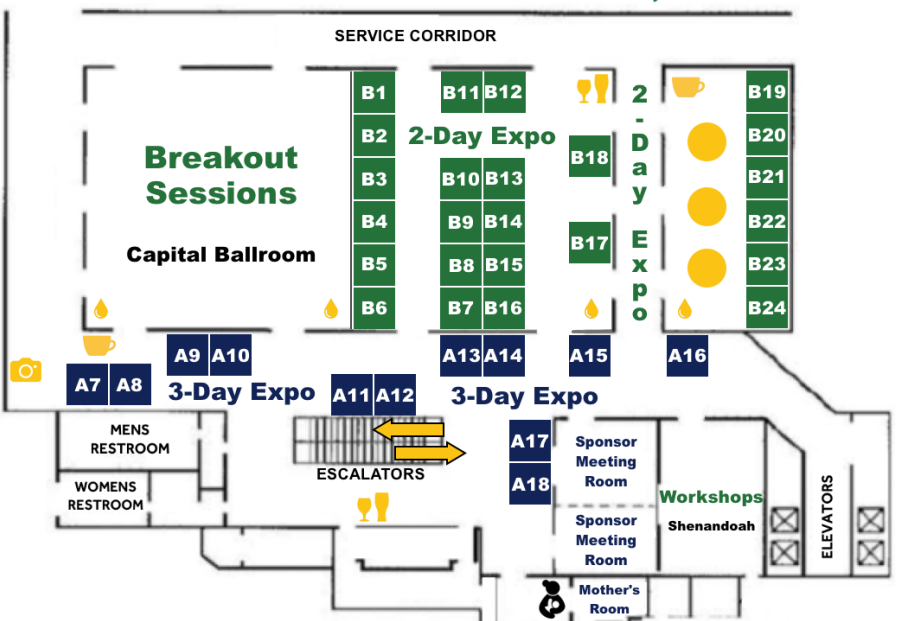 SERVICE CORRIDOR
B1
B11
B12
B19
2-Day Expo
B2
B20
Breakout
Sessions
B3
B10
B13
B18
B21
2
-
D
a
y
E
x
p
o
B4
B9
B14
B17
B22
Capital Ballroom
B5
B8
B15
B23
B6
B7
B16
B24
A9
A10
A13
A14
A15
A16
A7
A8
3-Day Expo
A11
A12
3-Day Expo
MENS
RESTROOM
A17
Sponsor
Meeting
Room
ESCALATORS
WOMENS
RESTROOM
A18
Workshops
Shenandoah
ELEVATORS
Sponsor
Meeting
Room
Mother's
Room